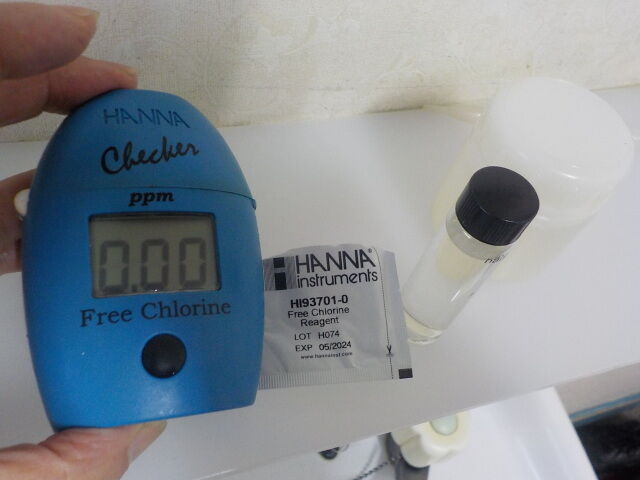 HANNA
Checker
ppm
0.00
Free Chlorine
HANNA
instruments
HI93701-0
Free Chlorine
Reagent
LOT H074
EXP 05/2024
www.hannainst.com